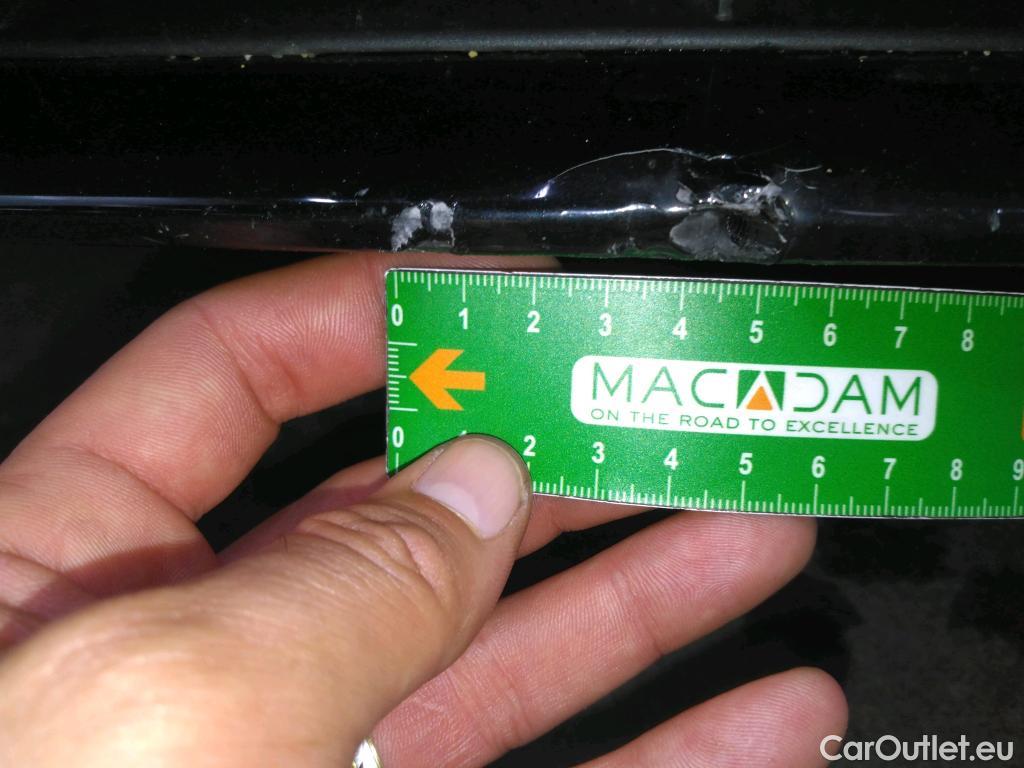 0 1 2 3 4 5 6 7 8
MACADAM
ON THE ROAD TO EXCELLENCE
0 2 3 4 5 6 7 8 9
CarOutlet.eu